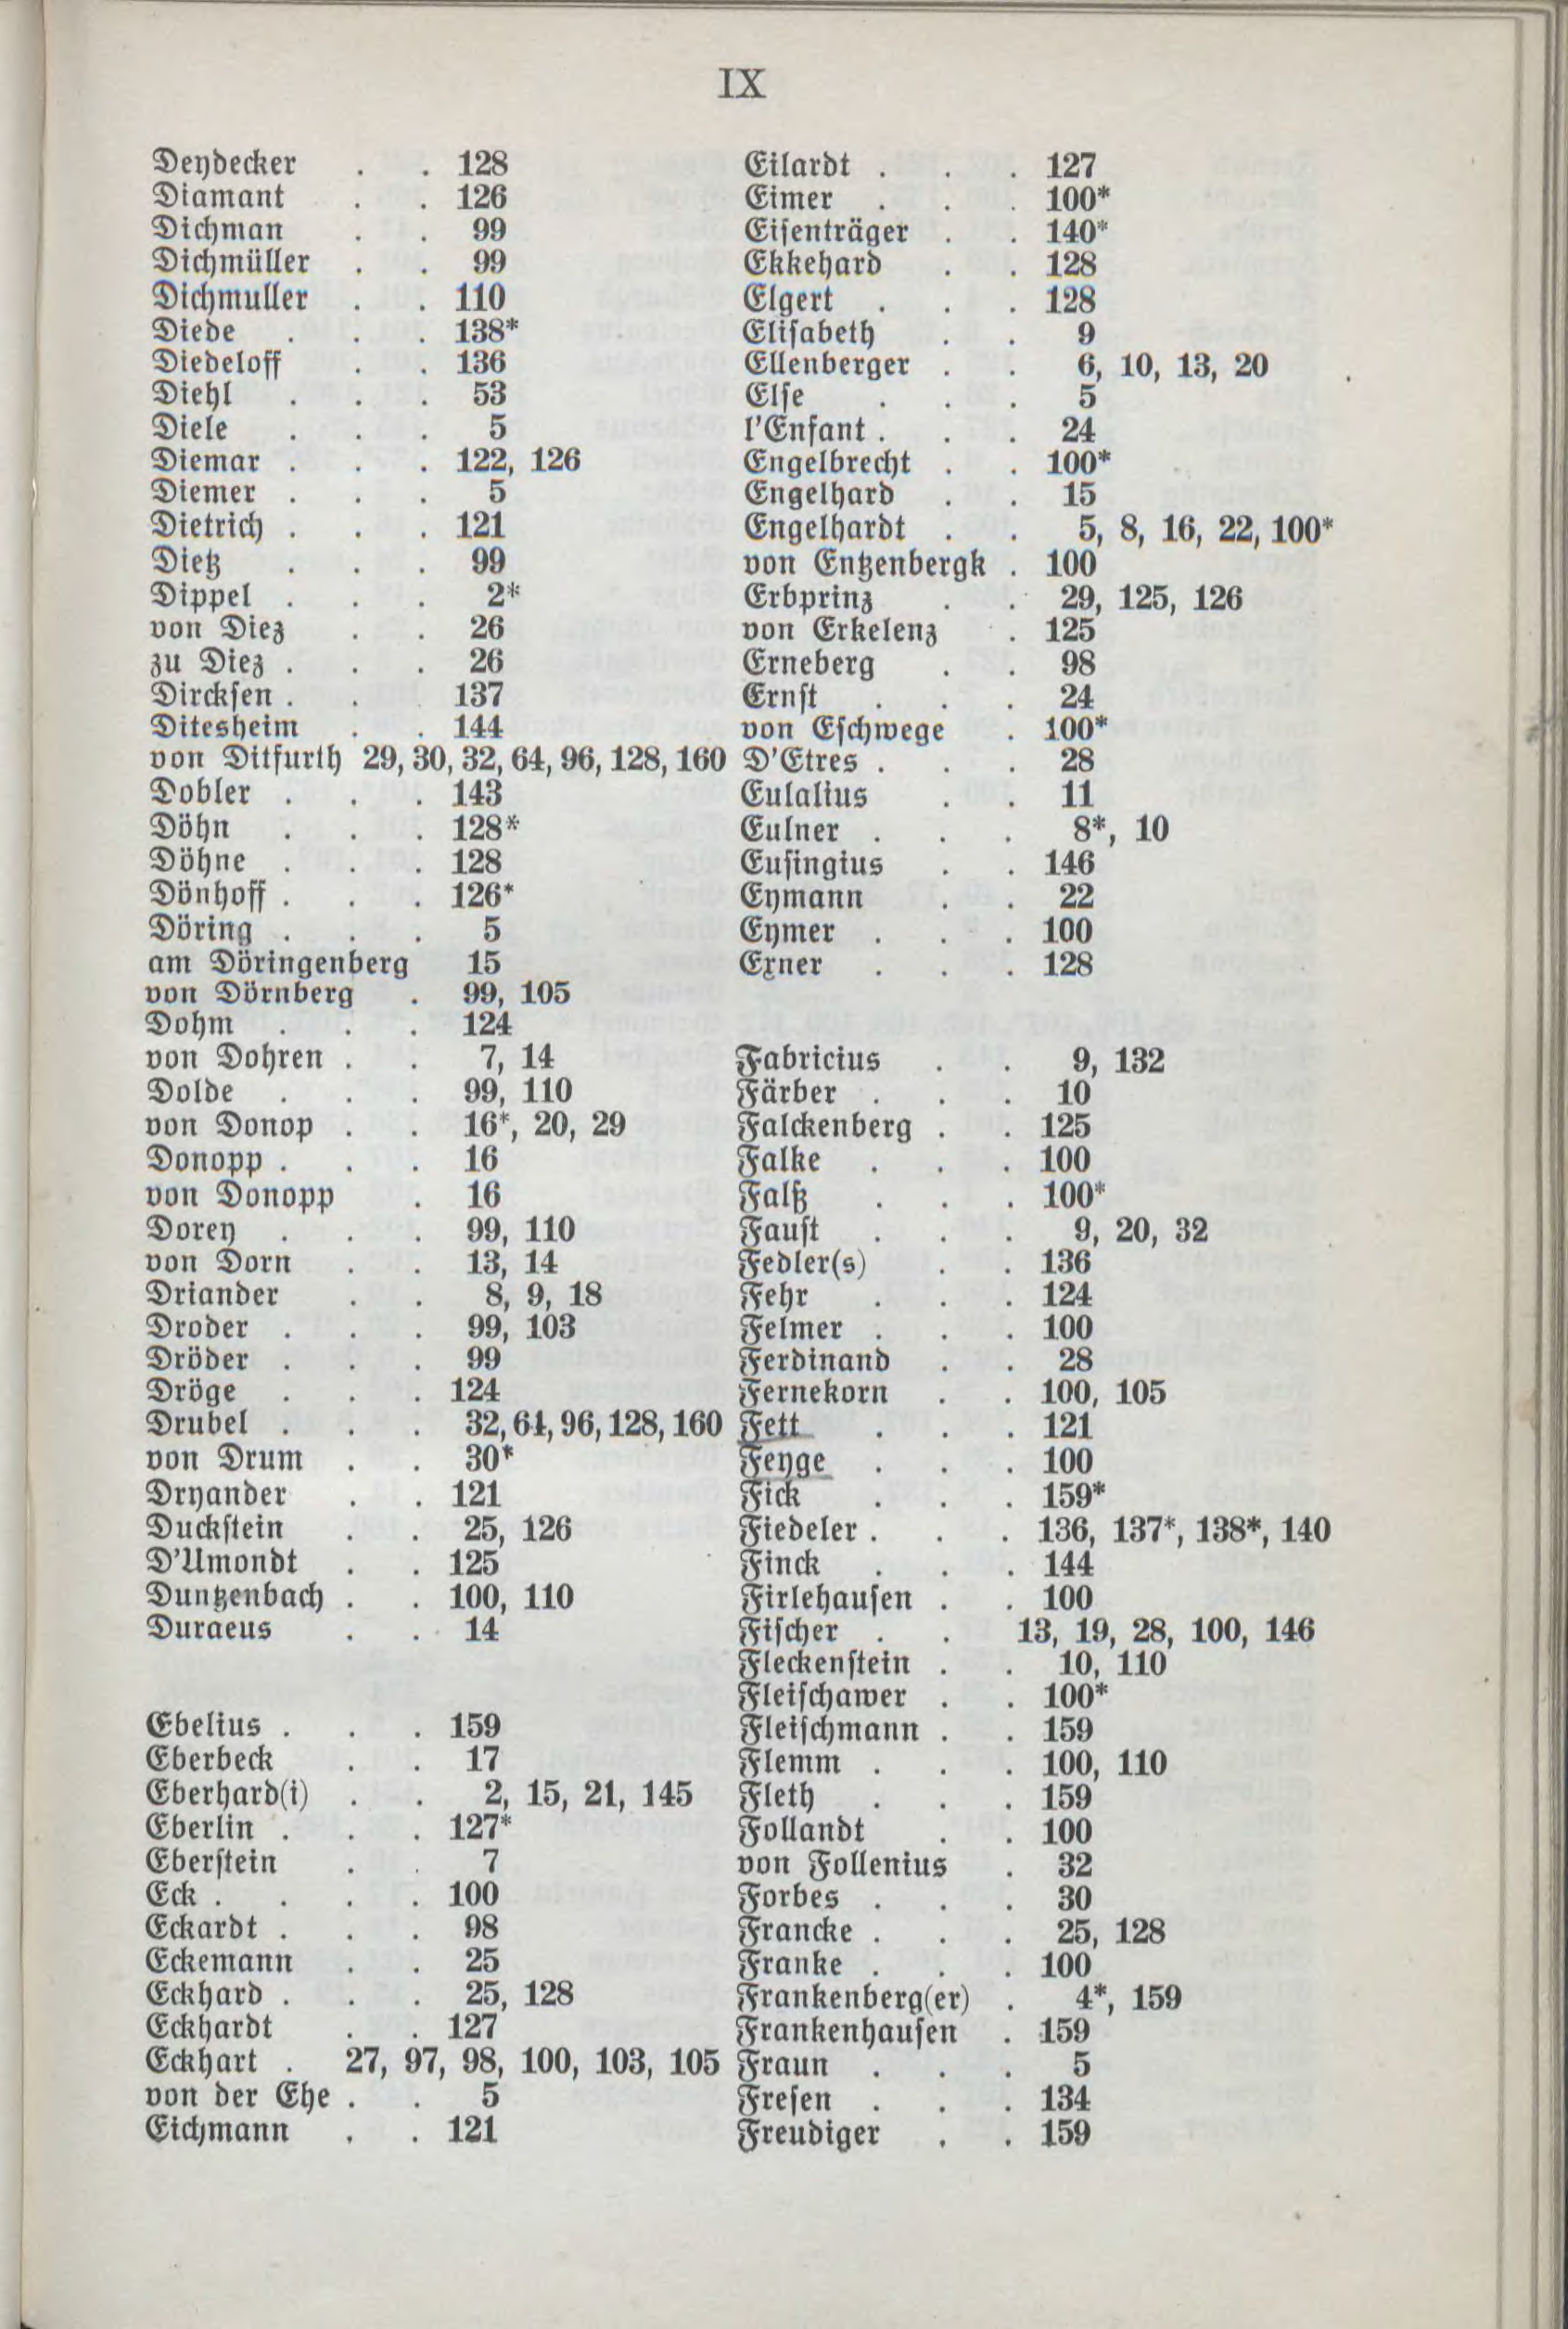 IX
Deydecker . . 128
Diamant . . 126
Dichman . . 99
Dichmüller . . 99
Dichmuller . . 110
Diede . . . 138*
Diedeloff . . 136
Diehl . . . 53
Diele . . . 5
Diemar . . . 122, 126
Diemer . . . 5
Dietrich . . . 121
Dietz . . . 99
Dippel . . . 2*
von Diez . . 26
zu Diez . . . 26
Dircksen . . . 137
Ditesheim . . 144
von Ditfurth 29, 30, 32, 64, 96, 128, 160
Dobler . . . 143
Döhn . . . 128*
Döhne . . . 128
Dönhoff . . . 126*
Döring . . . 5
am Döringenberg 15
von Dörnberg . 99, 105
Dohm . . . 124
von Dohren . . 7, 14
Dolde . . . 99, 110
von Donop . . 16*, 20, 29
Donopp . . . 16
von Donopp . 16
Dorey . . . 99, 110
von Dorn . . 13, 14
Driander . . 8, 9, 18
Droder . . . 99, 103
Dröder . . . 99
Dröge . . . 124
Drubel . . . 32, 64, 96, 128, 160
von Drum . . 30*
Dryander . . 121
Duckstein . . 25, 126
D'Umondt . . 125
Duntzenbach . . 100, 110
Duraeus . . 14
Ebelius . . . 159
Eberbeck . . 17
Eberhard(i) . . 2, 15, 21, 145
Eberlin . . . 127*
Eberstein . . 7
Eck . . . . 100
Eckardt . . . 98
Eckemann . . 25
Eckhard . . . 25, 128
Eckhardt . . 127
Eckhart . 27, 97, 98, 100, 103, 105
von der Ehe . . 5
Eichmann . . 121
Eilardt . . . 127
Eimer . . . 100*
Eisenträger . . 140*
Ekkehard . . 128
Elgert . . . 128
Elisabeth . . 9
Ellenberger . . 6, 10, 13, 20
Else . . . 5
l'Enfant . . . 24
Engelbrecht . . 100*
Engelhard . . 15
Engelhardt . . 5, 8, 16, 22, 100*
von Entzenbergk . 100
Erbprinz . . 29, 125, 126
von Erkelenz . 125
Erneberg . . 98
Ernst . . . 24
von Eschwege . 100*
D'Etres . . . 28
Eulalius . . 11
Eulner . . . 8*, 10
Eusingius . . 146
Eymann . . 22
Eymer . . . 100
Exner . . . 128
Fabricius . . 9, 132
Färber . . . 10
Falckenberg . . 125
Falke . . . 100
Faltz . . . 100*
Faust . . . 9, 20, 32
Fedler(s) . . 136
Fehr . . . 124
Felmer . . . 100
Ferdinand . . 28
Fernekorn . . 100, 105
Fett . . . 121
Feyge . . . 100
Fick . . . 159*
Fiedeler . . . 136, 137*, 138*, 140
Finck . . . 144
Firlehausen . . 100
Fischer . . 13, 19, 28, 100, 146
Fleckenstein . . 10, 110
Fleischawer . . 100*
Fleischmann . . 159
Flemm . . . 100, 110
Fleth . . . 159
Follandt . . 100
von Follenius . 32
Forbes . . . 30
Francke . . . 25, 128
Franke . . . 100
Frankenberg(er) . 4*, 159
Frankenhausen . 159
Fraun . . . 5
Fresen . . . 134
Freudiger . . 159